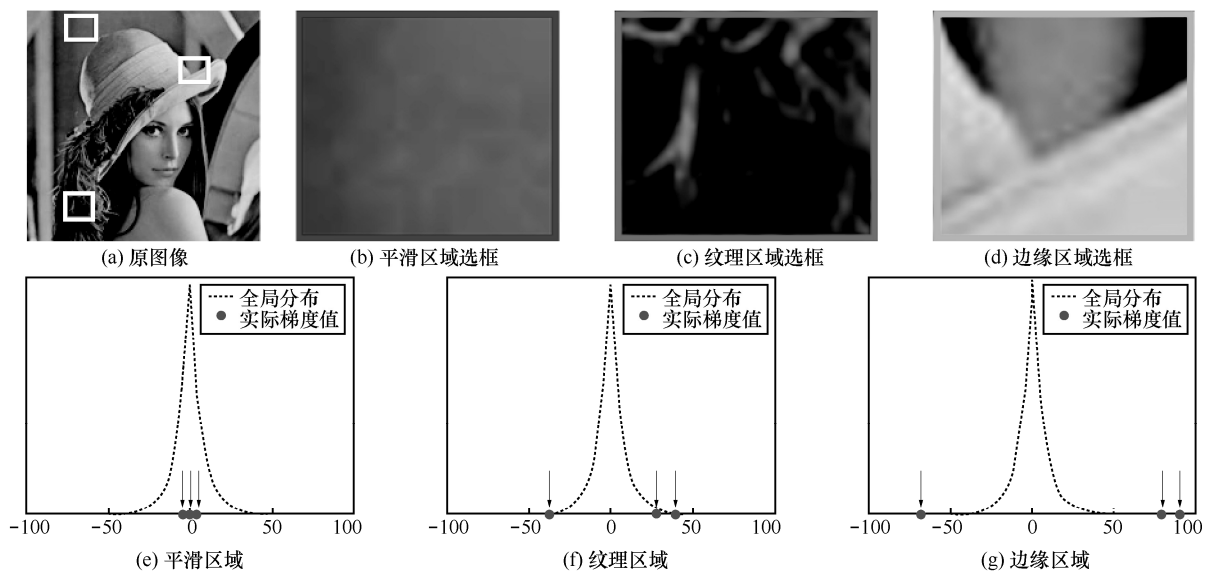 (a) 原图像
(b) 平滑区域选框
(c) 纹理区域选框
(d) 边缘区域选框
全局分布
实际梯度值
−100
−50
0
50
100
(e) 平滑区域
全局分布
实际梯度值
−100
−50
0
50
100
(f) 纹理区域
全局分布
实际梯度值
−100
−50
0
50
100
(g) 边缘区域